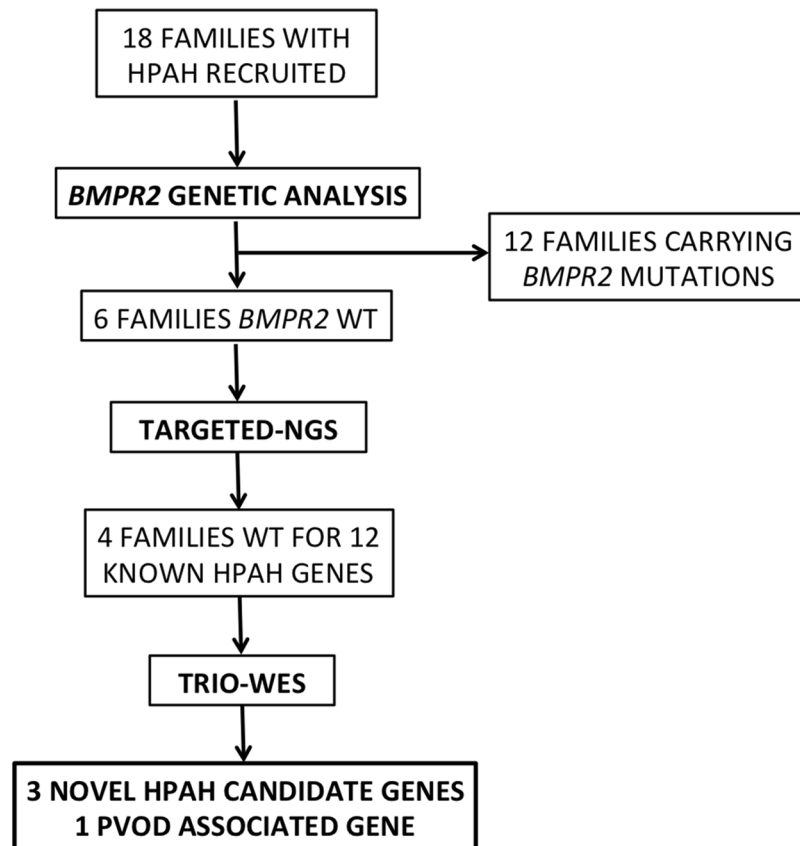 18 FAMILIES WITH
HPAH RECRUITED
BMPR2 GENETIC ANALYSIS
12 FAMILIES CARRYING
BMPR2 MUTATIONS
6 FAMILIES BMPR2 WT
TARGETED-NGS
4 FAMILIES WT FOR 12
KNOWN HPAH GENES
TRIO-WES
3 NOVEL HPAH CANDIDATE GENES
1 PVOD ASSOCIATED GENE